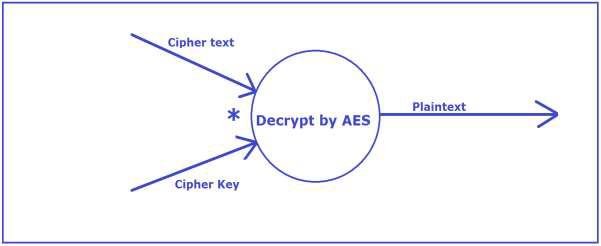 Cipher text
*
Decrypt by AES
Plaintext
Cipher Key